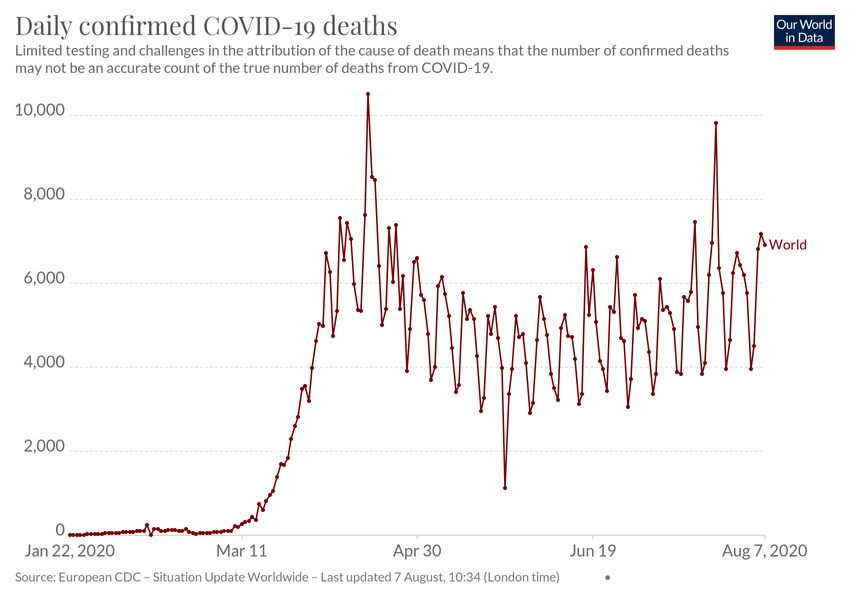 Daily confirmed COVID-19 deaths
Our World
in Data
Limited testing and challenges in the attribution of the cause of death means that the number of confirmed deaths
may not be an accurate count of the true number of deaths from COVID-19.
10,000
8,000
6,000
4,000
2,000
0
World
Jan 22, 2020 Mar 11 Apr 30 Jun 19 Aug 7, 2020
Source: European CDC – Situation Update Worldwide – Last updated 7 August, 10:34 (London time) •